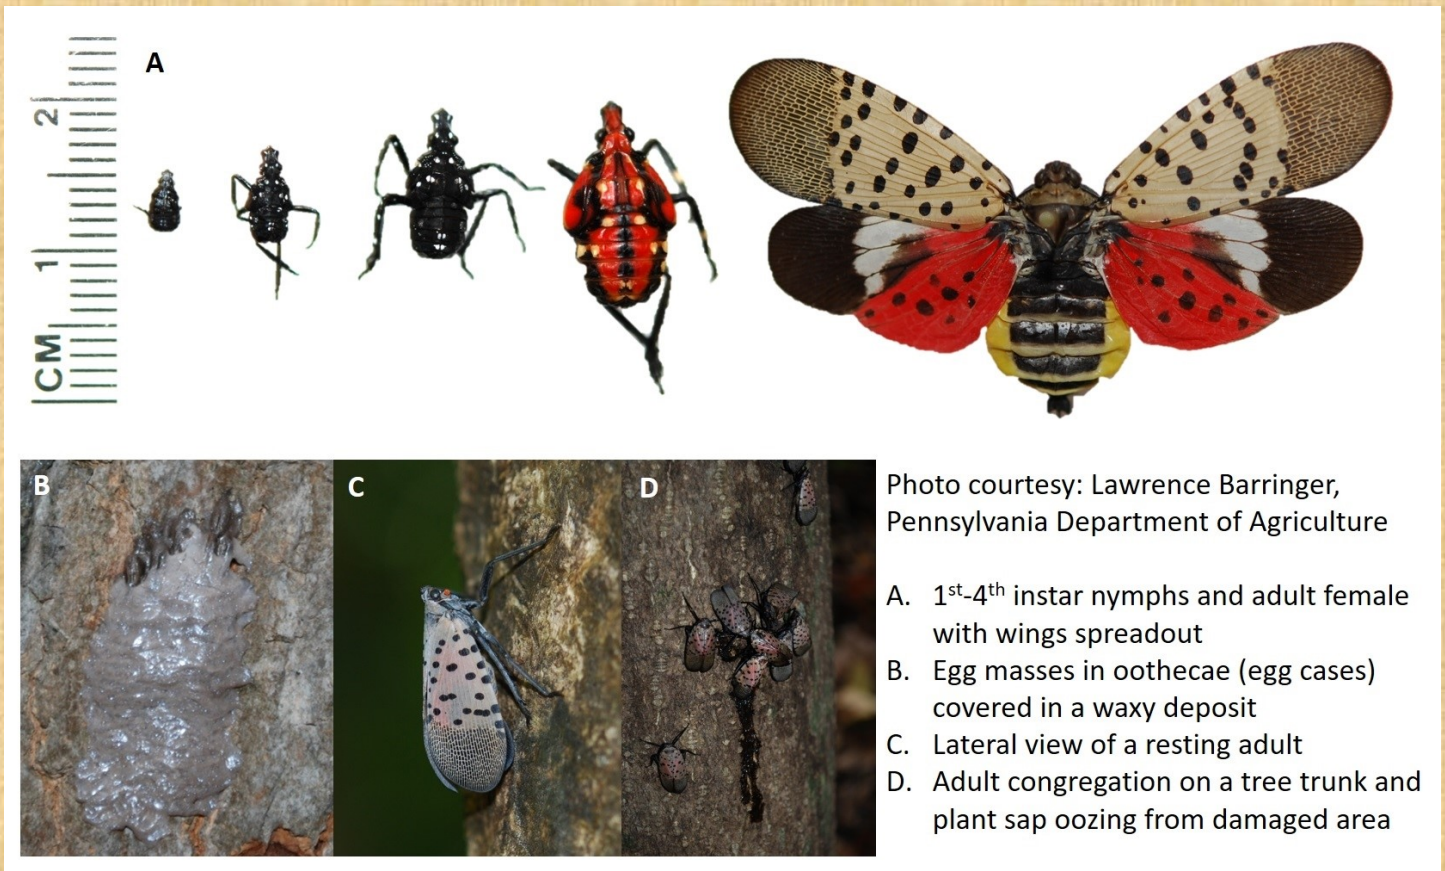 A
2
1
CM
B
C
D
Photo courtesy: Lawrence Barringer,
Pennsylvania Department of Agriculture
A. 1st-4th instar nymphs and adult female
with wings spreadout
B. Egg masses in oothecae (egg cases)
covered in a waxy deposit
C. Lateral view of a resting adult
D. Adult congregation on a tree trunk and
plant sap oozing from damaged area